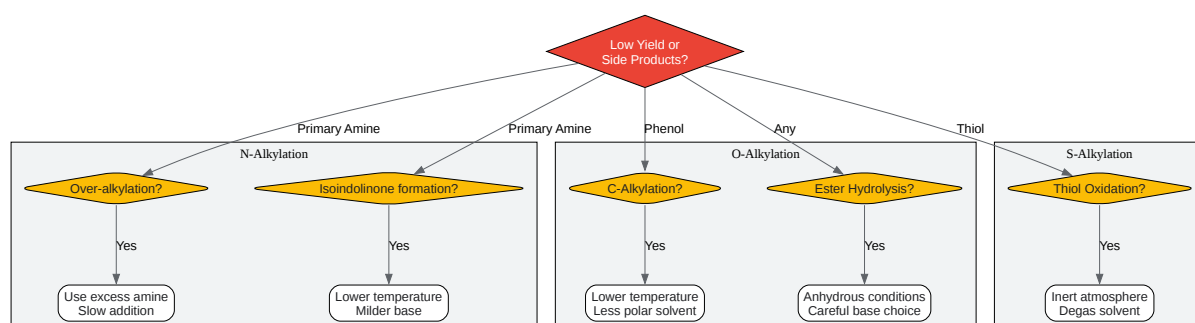 Low Yield or
Side Products?
Primary Amine
Primary Amine
Phenol
Any
Thiol
N-Alkylation
O-Alkylation
S-Alkylation
Over-alkylation?
Isoindolinone formation?
C-Alkylation?
Ester Hydrolysis?
Thiol Oxidation?
Yes
Yes
Yes
Yes
Yes
Use excess amine
Slow addition
Lower temperature
Milder base
Lower temperature
Less polar solvent
Anhydrous conditions
Careful base choice
Inert atmosphere
Degas solvent